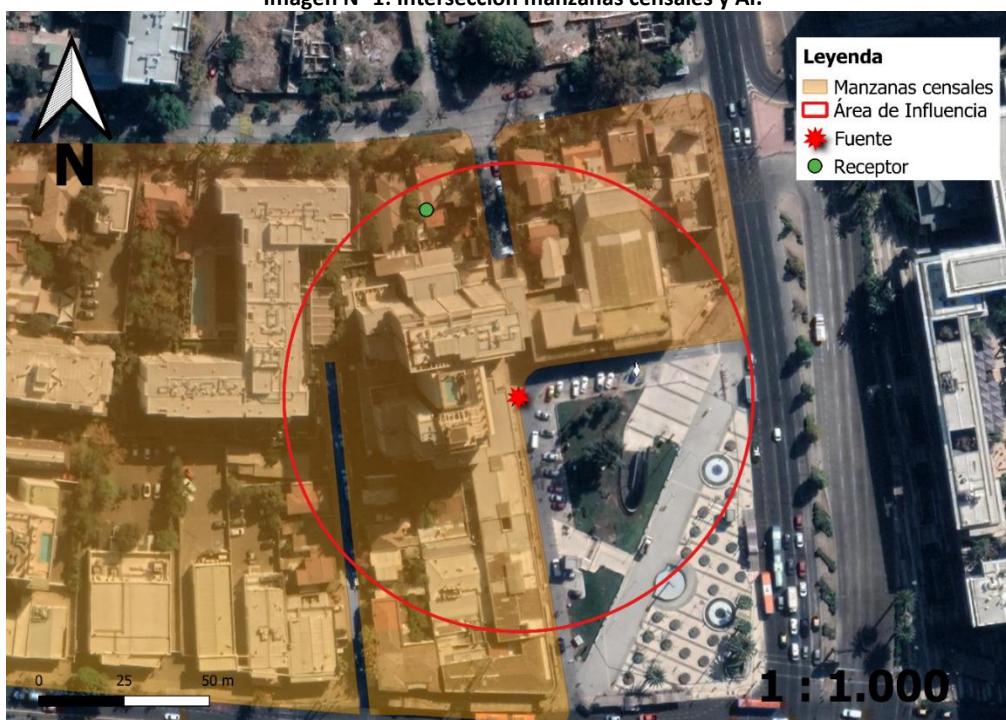 Imagen N° 1. Intersección manzanas censales y AI.
Leyenda
Manzanas censales
Área de Influencia
Fuente
Receptor
N
0 25 50 m
1 : 1.000